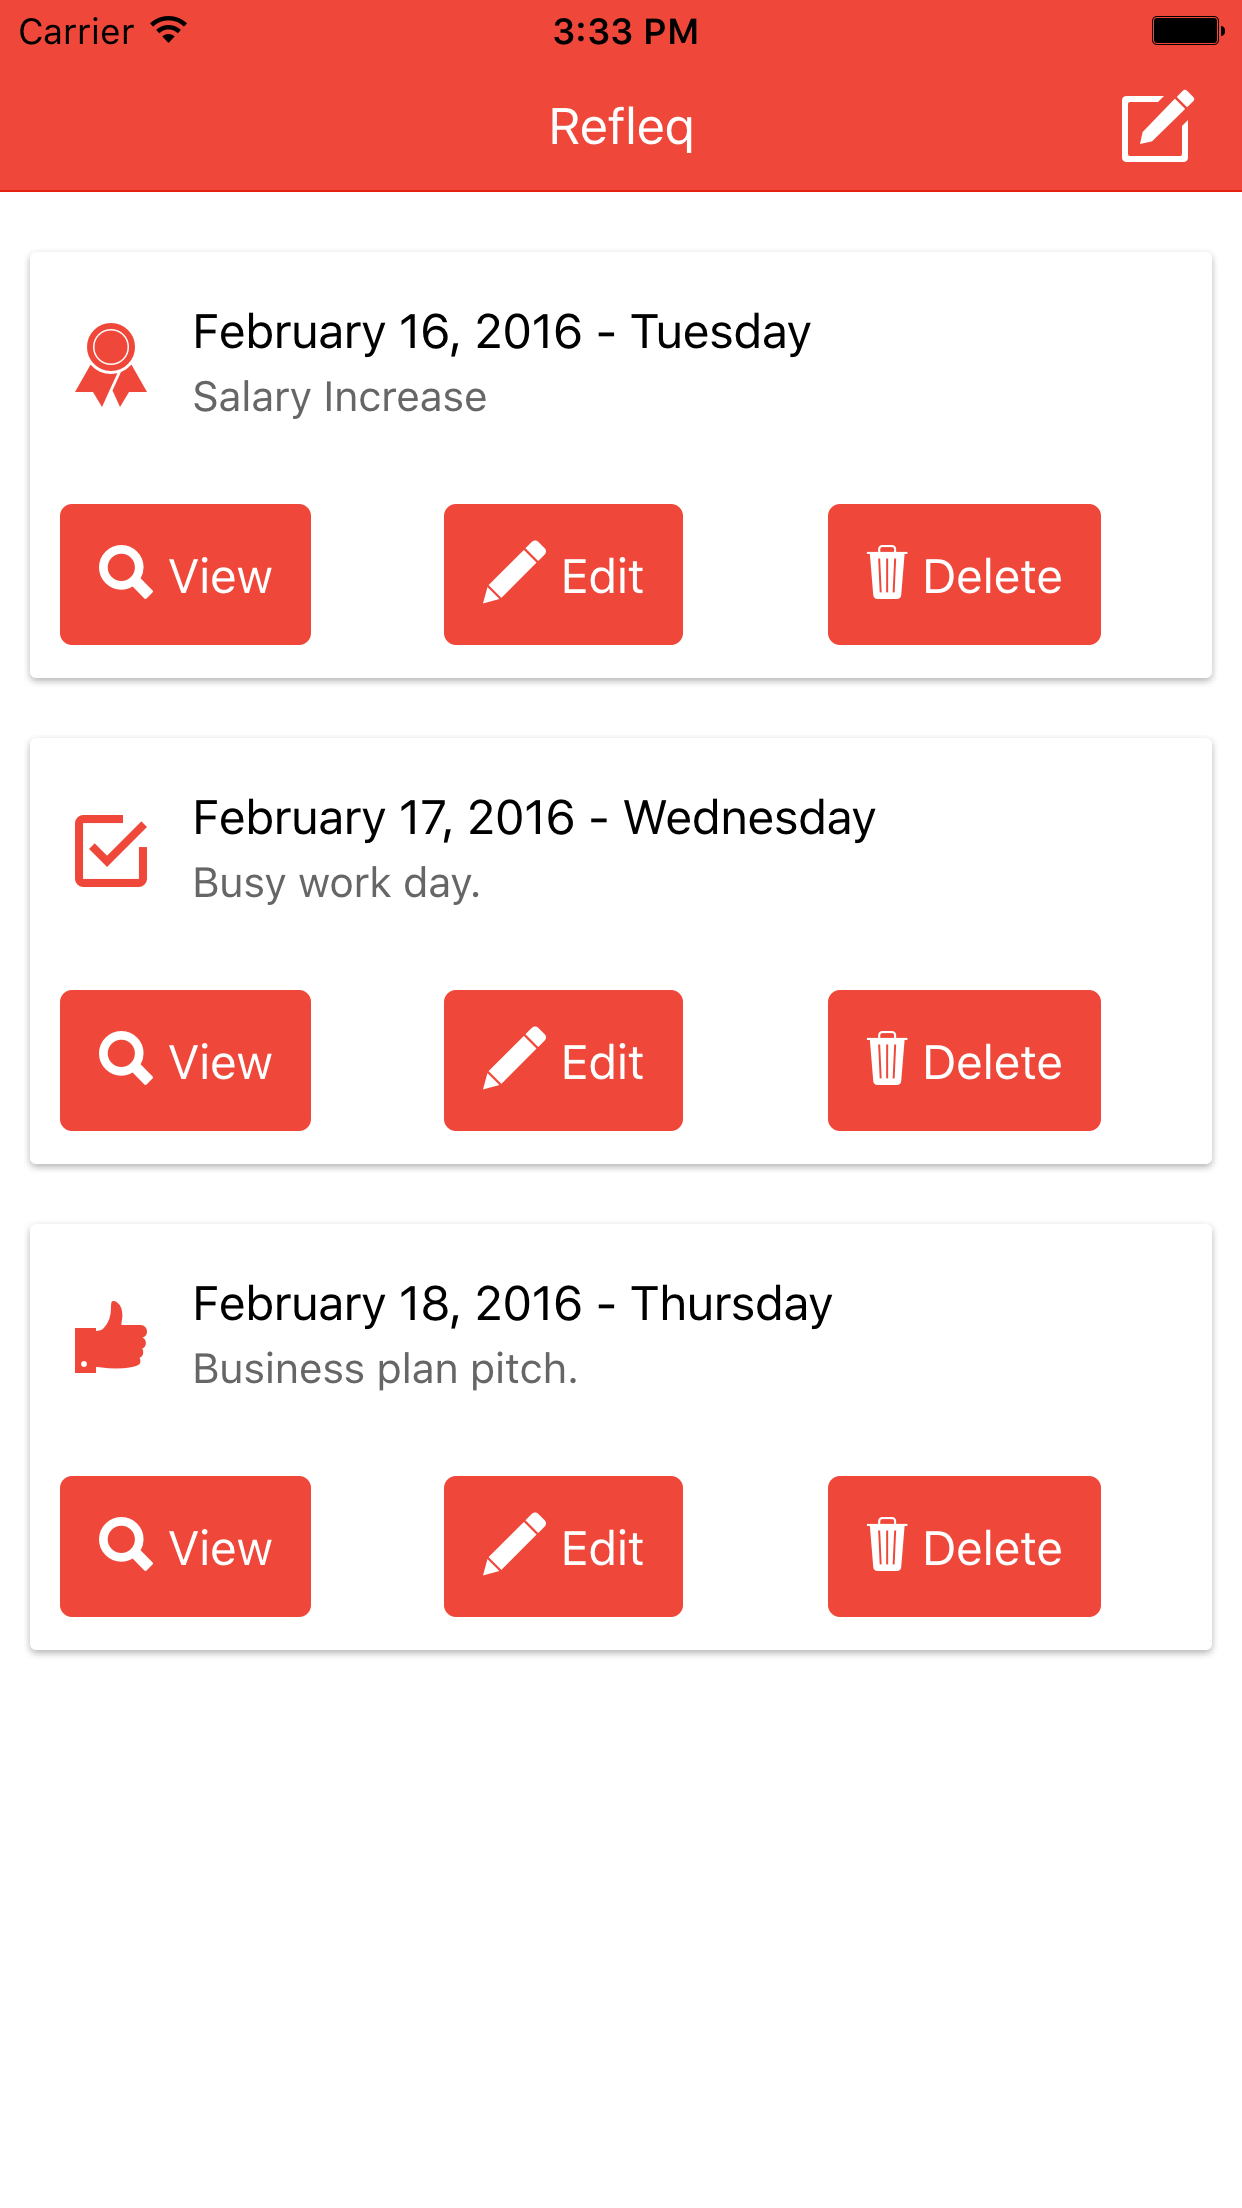 Carrier 3:33 PM
Refleq
February 16, 2016 - Tuesday
Salary Increase
View Edit Delete
February 17, 2016 - Wednesday
Busy work day.
View Edit Delete
February 18, 2016 - Thursday
Business plan pitch.
View Edit Delete